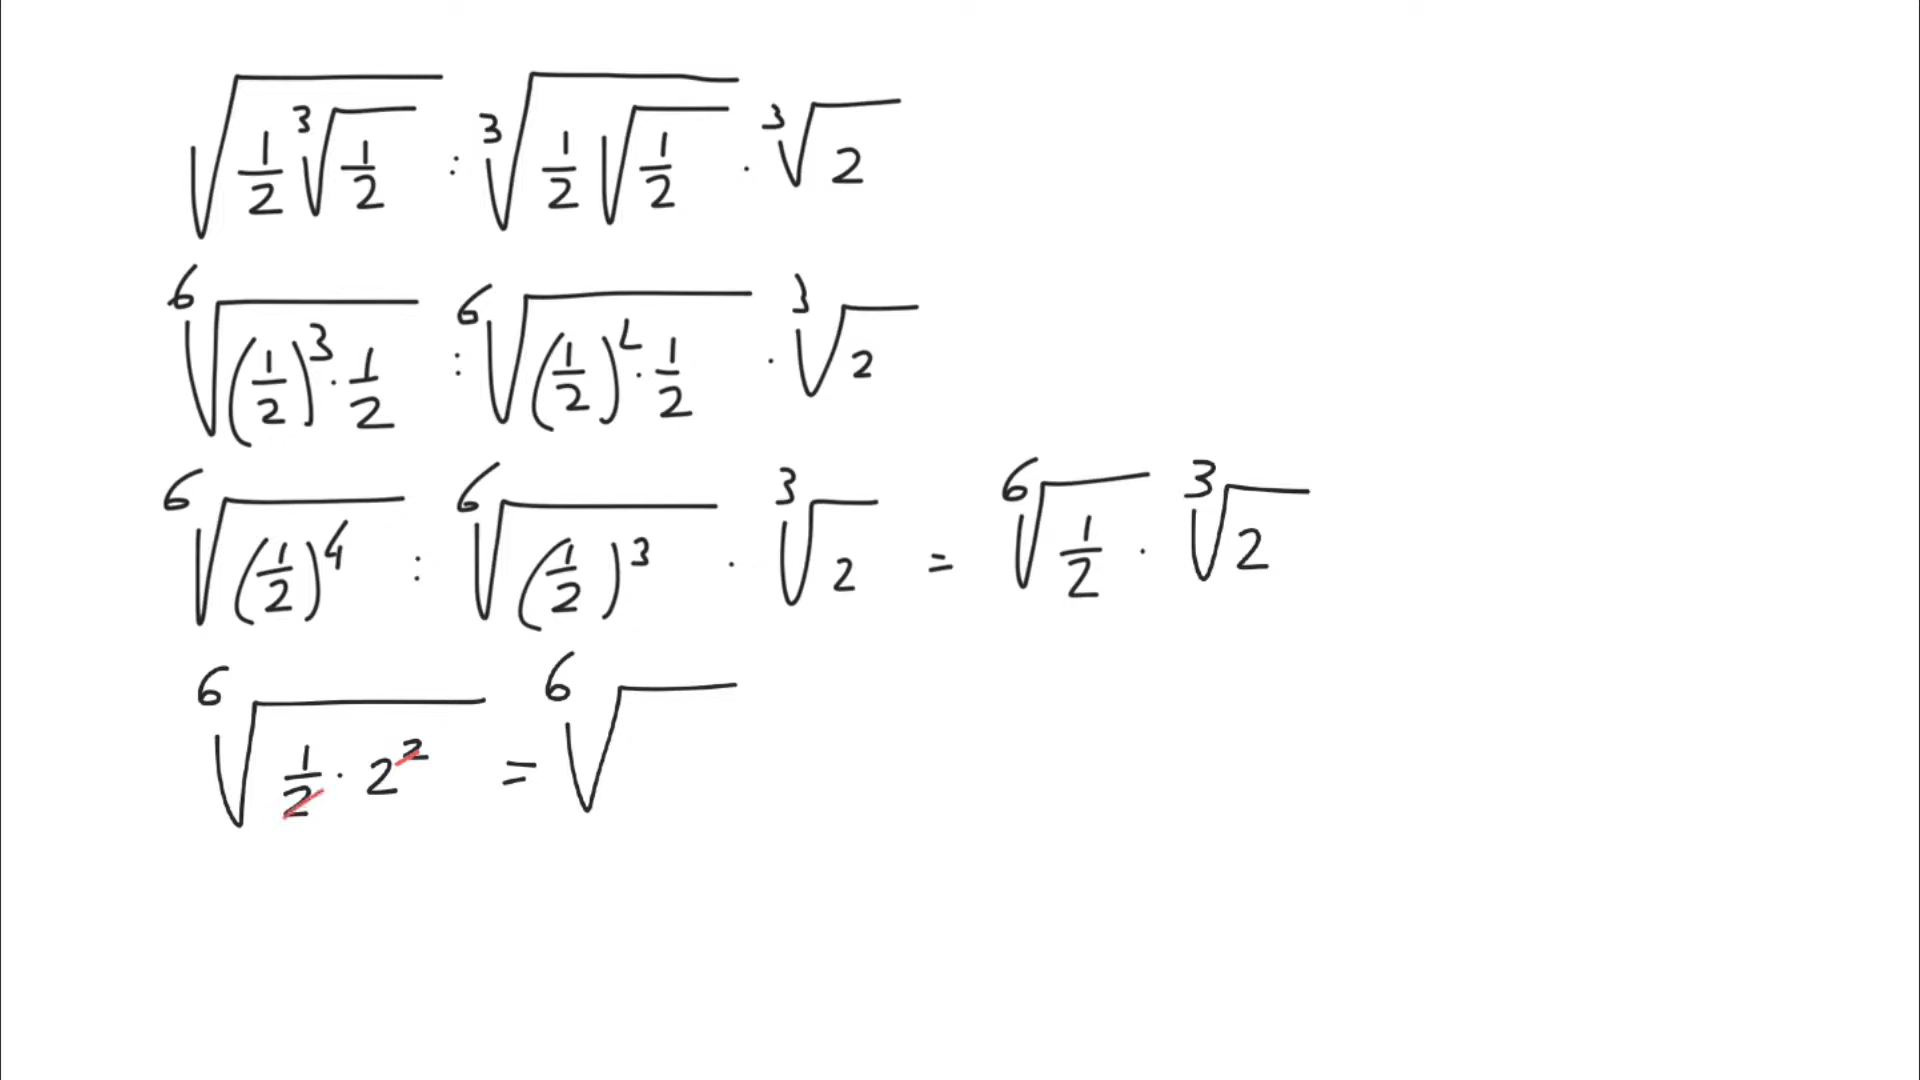 √(1/2 ∛(1/2)) : ∛(1/2 √(1/2)) · ∛2
⁶√((1/2)³ · 1/2) : ⁶√((1/2)² · 1/2) · ∛2
⁶√((1/2)⁴) : ⁶√((1/2)³) · ∛2 = ⁶√(1/2) · ∛2
⁶√(1/2 · 2²) = ⁶√